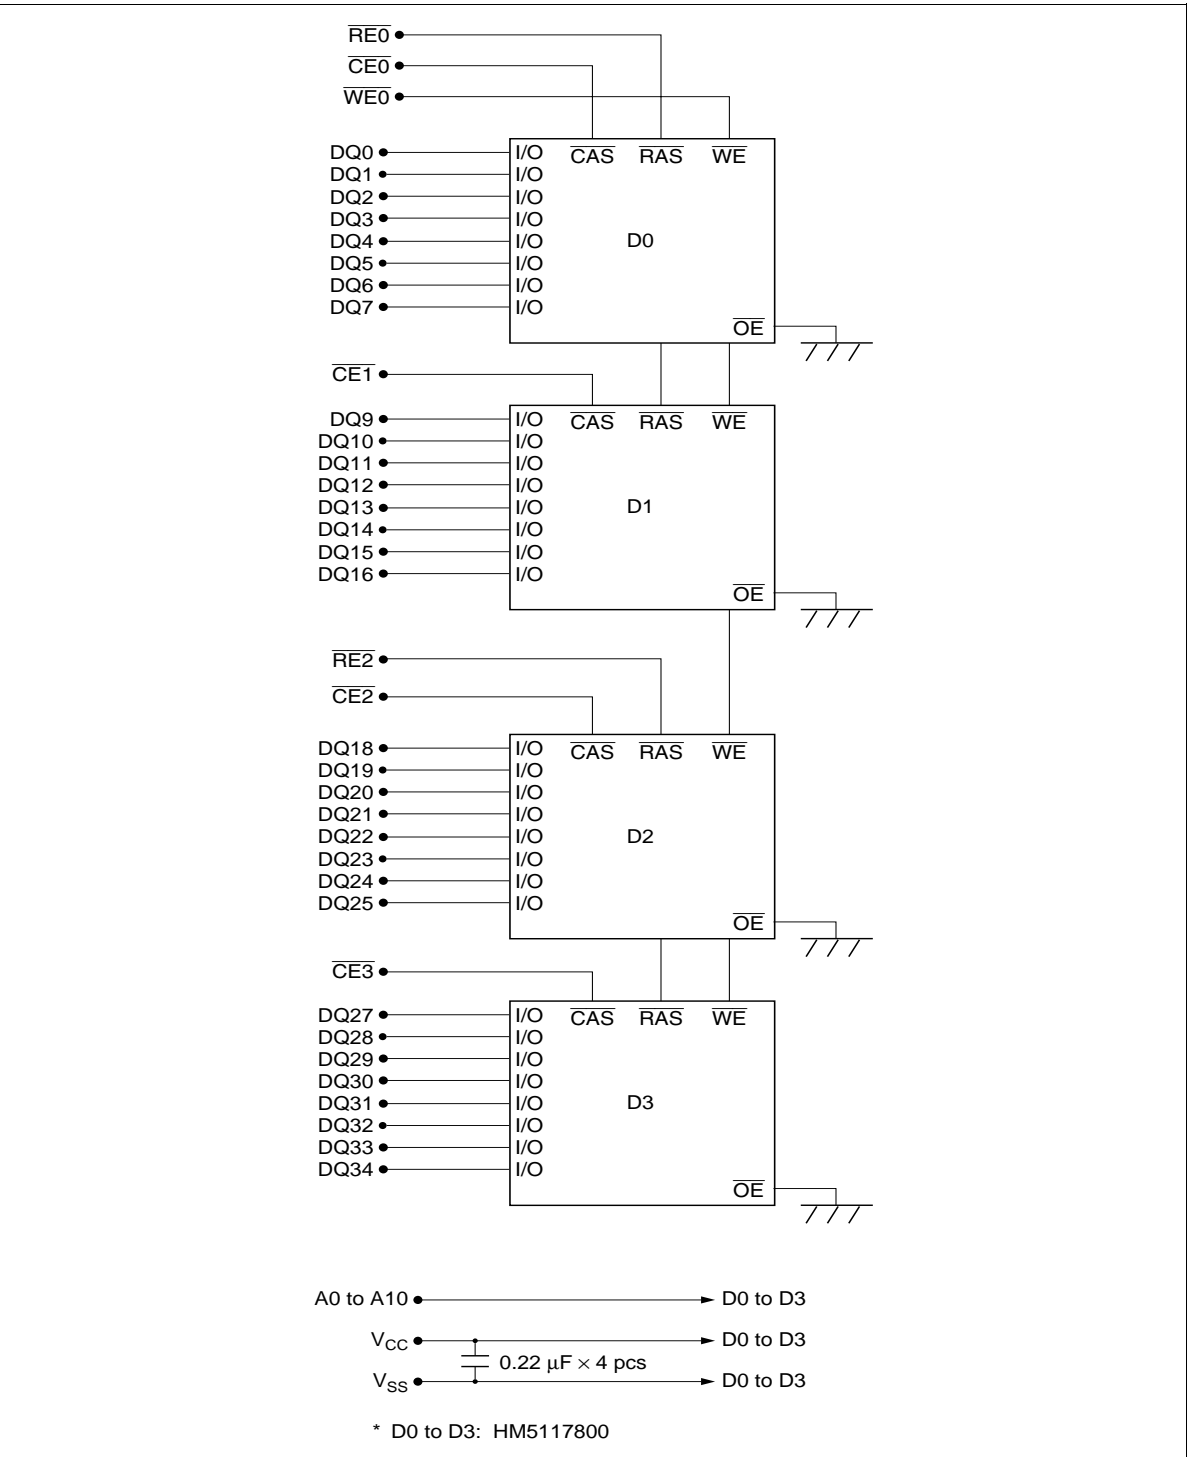 RE0
CE0
WE0
DQ0 I/O CAS RAS WE
DQ1 I/O
DQ2 I/O
DQ3 I/O
DQ4 I/O D0
DQ5 I/O
DQ6 I/O
DQ7 I/O
OE
CE1
DQ9 I/O CAS RAS WE
DQ10 I/O
DQ11 I/O
DQ12 I/O
DQ13 I/O D1
DQ14 I/O
DQ15 I/O
DQ16 I/O
OE
RE2
CE2
DQ18 I/O CAS RAS WE
DQ19 I/O
DQ20 I/O
DQ21 I/O
DQ22 I/O D2
DQ23 I/O
DQ24 I/O
DQ25 I/O
OE
CE3
DQ27 I/O CAS RAS WE
DQ28 I/O
DQ29 I/O
DQ30 I/O
DQ31 I/O D3
DQ32 I/O
DQ33 I/O
DQ34 I/O
OE
A0 to A10 D0 to D3
VCC D0 to D3
0.22 µF × 4 pcs
VSS D0 to D3
* D0 to D3: HM5117800